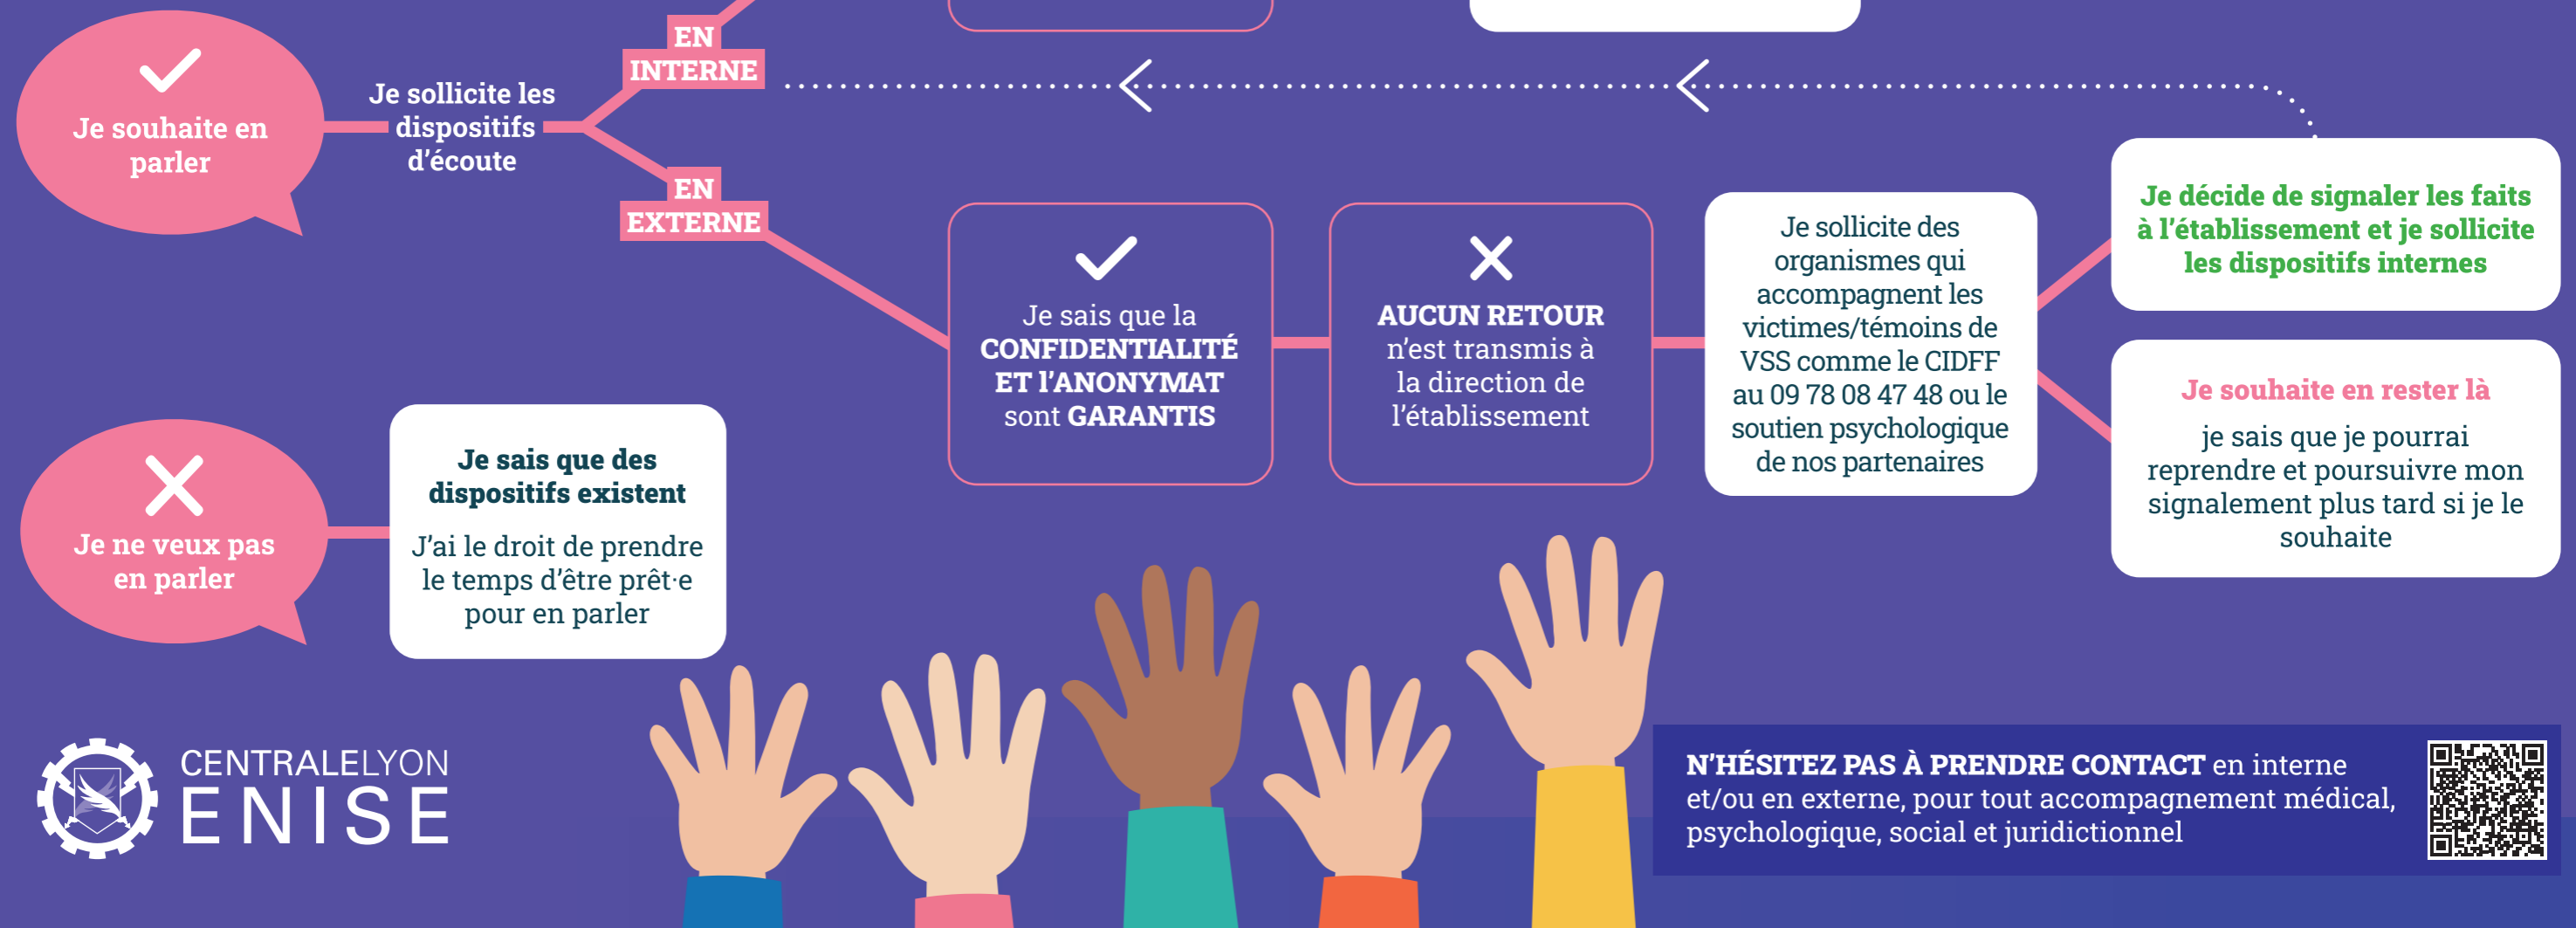 EN
INTERNE
Je souhaite en
parler
Je sollicite les
dispositifs
d'écoute
EN
EXTERNE
Je sais que la
CONFIDENTIALITÉ
ET l'ANONYMAT
sont GARANTIS
AUCUN RETOUR
n'est transmis à
la direction de
l'établissement
Je sollicite des
organismes qui
accompagnent les
victimes/témoins de
VSS comme le CIDFF
au 09 78 08 47 48 ou le
soutien psychologique
de nos partenaires
Je décide de signaler les faits
à l'établissement et je sollicite
les dispositifs internes
Je souhaite en rester là
je sais que je pourrai
reprendre et poursuivre mon
signalement plus tard si je le
souhaite
Je ne veux pas
en parler
Je sais que des
dispositifs existent
J'ai le droit de prendre
le temps d'être prêt·e
pour en parler
CENTRALELYON
ENISE
N'HÉSITEZ PAS À PRENDRE CONTACT en interne
et/ou en externe, pour tout accompagnement médical,
psychologique, social et juridictionnel